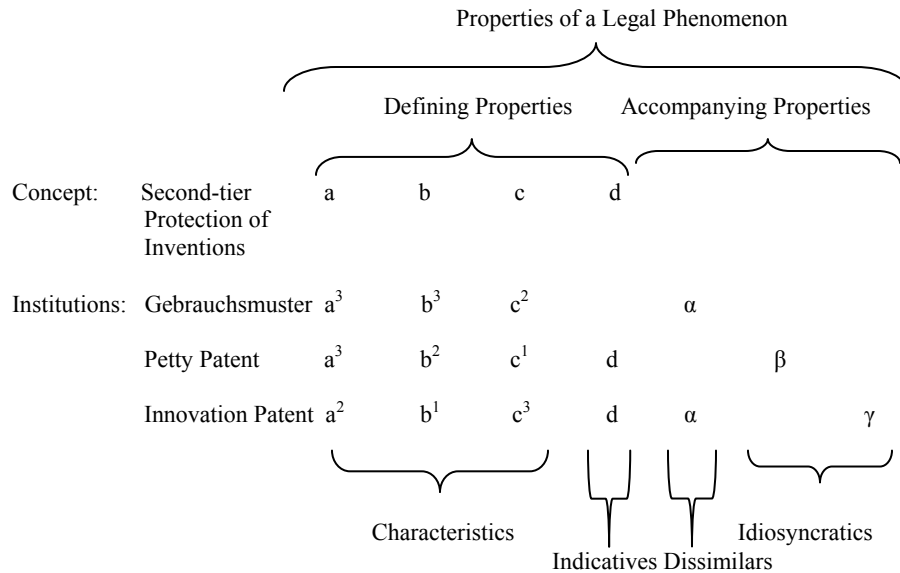 Properties of a Legal Phenomenon
Defining Properties Accompanying Properties
Concept: Second-tier a b c d
Protection of
Inventions
Institutions: Gebrauchsmuster a³ b³ c² α
Petty Patent a³ b² c¹ d β
Innovation Patent a² b¹ c³ d α γ
Characteristics Idiosyncratics
Indicatives Dissimilars